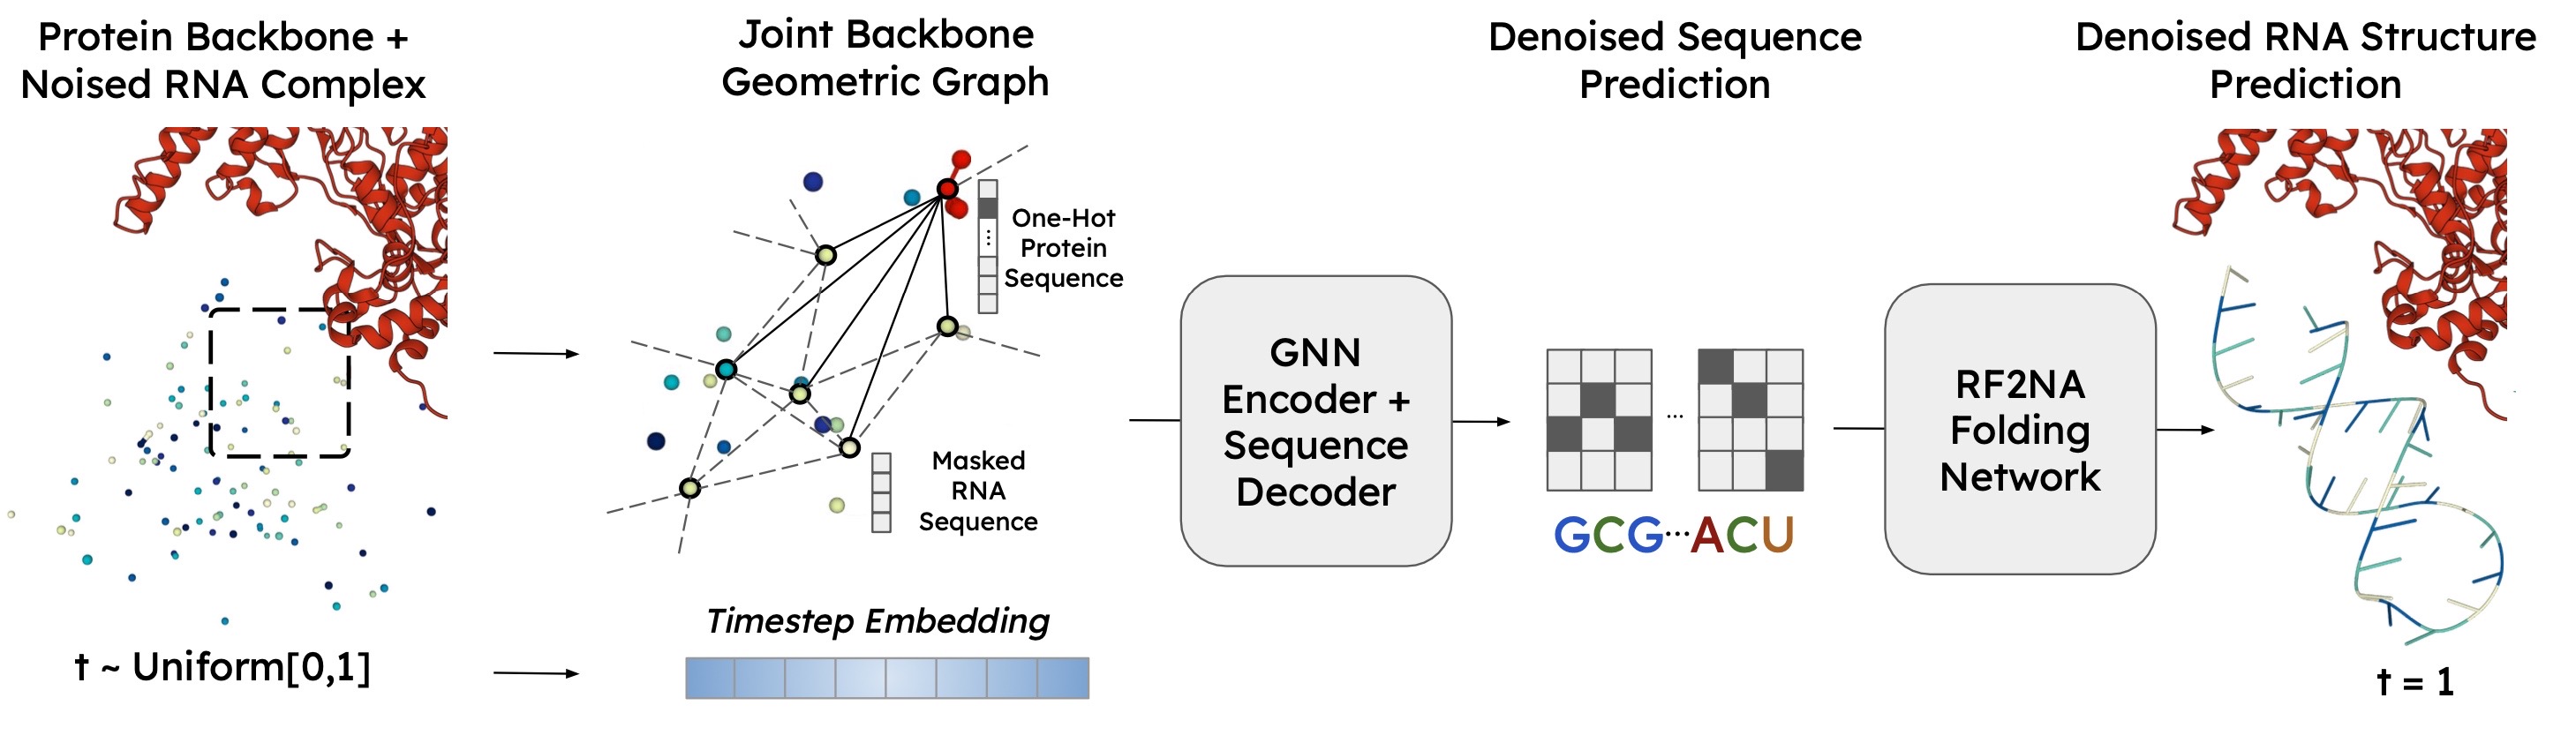 Protein Backbone +
Noised RNA Complex
t ~ Uniform[0,1]
Joint Backbone
Geometric Graph
One-Hot
Protein
Sequence
Masked
RNA
Sequence
Timestep Embedding
GNN
Encoder +
Sequence
Decoder
Denoised Sequence
Prediction
...
GCG...ACU
RF2NA
Folding
Network
Denoised RNA Structure
Prediction
t = 1